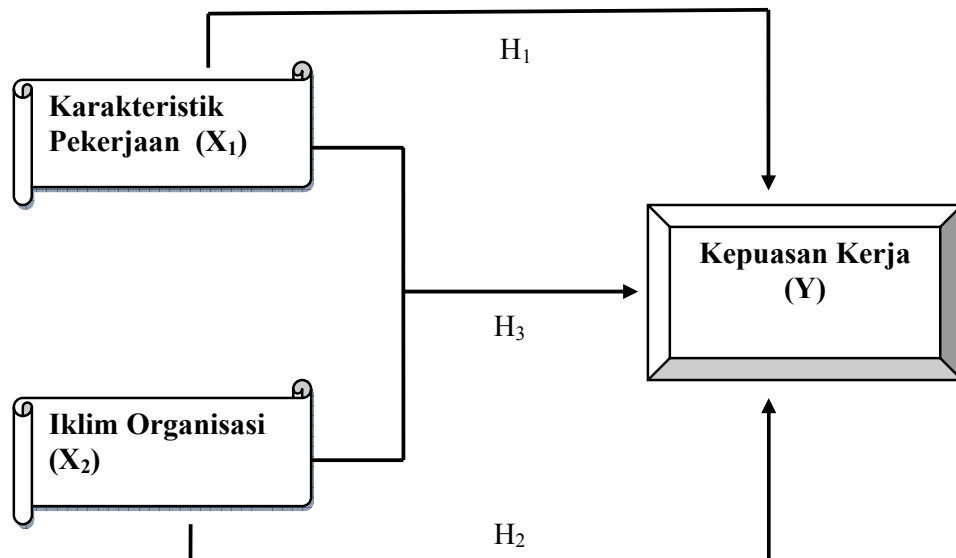 H₁
Karakteristik
Pekerjaan (X₁)
Kepuasan Kerja
(Y)
H₃
Iklim Organisasi
(X₂)
H₂